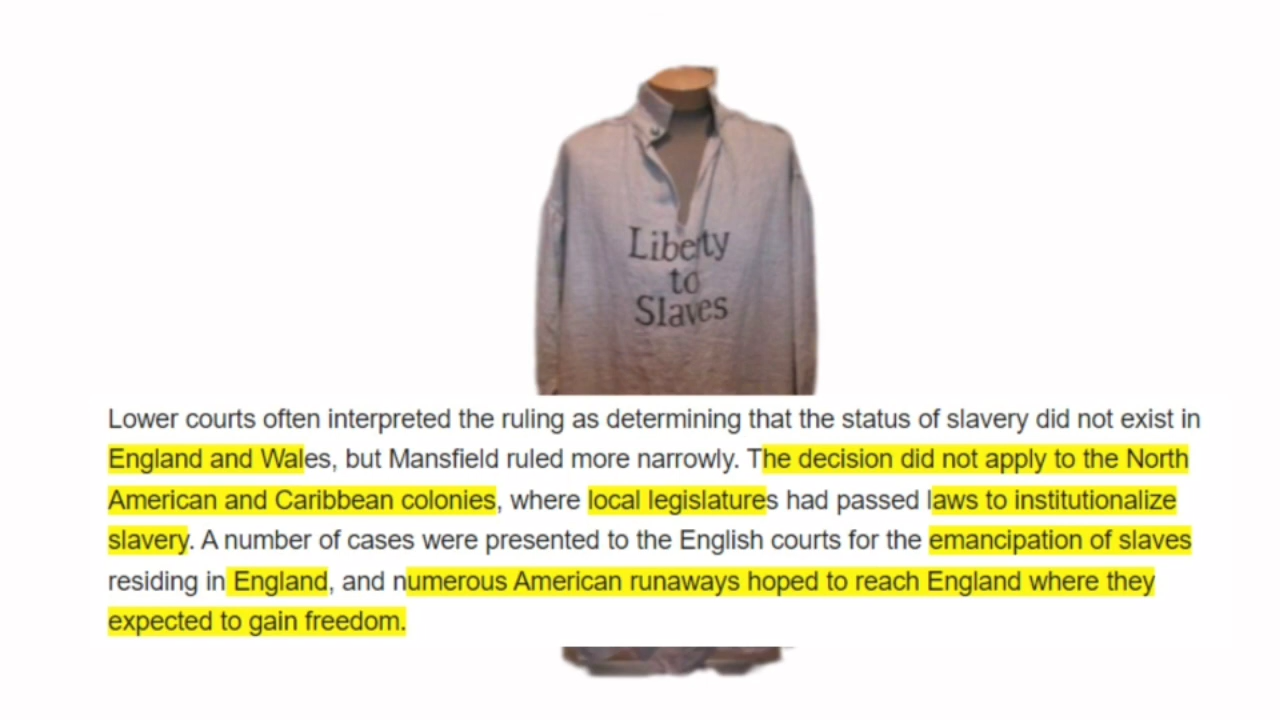 Liberty
to
Slaves
Lower courts often interpreted the ruling as determining that the status of slavery did not exist in
England and Wales, but Mansfield ruled more narrowly. The decision did not apply to the North
American and Caribbean colonies, where local legislatures had passed laws to institutionalize
slavery. A number of cases were presented to the English courts for the emancipation of slaves
residing in England, and numerous American runaways hoped to reach England where they
expected to gain freedom.